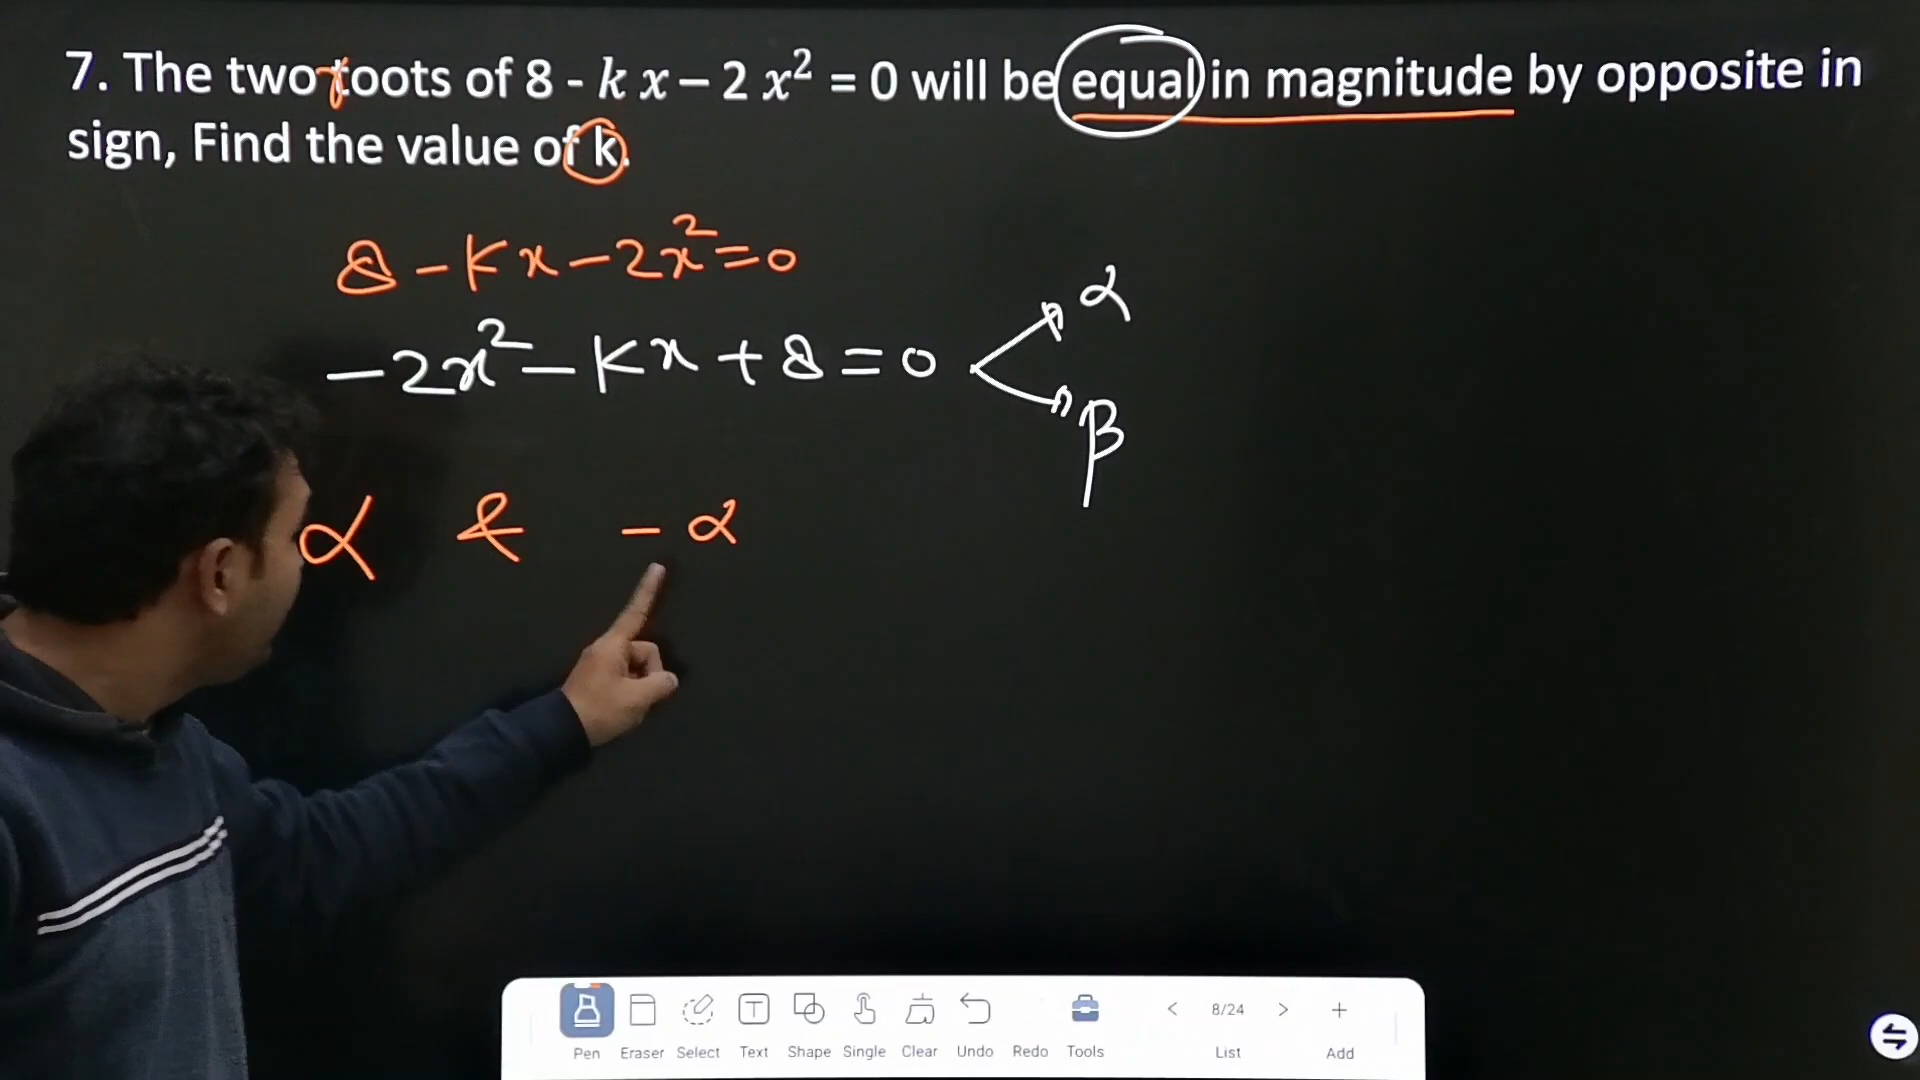 7. The two roots of 8 - k x – 2 x² = 0 will be equal in magnitude by opposite in
sign, Find the value of k.
8 - kx - 2x² = 0
-2x² - kx + 8 = 0
α
β
α & - α
Pen Eraser Select Text Shape Single Clear Undo Redo Tools < 8/24 > List + Add